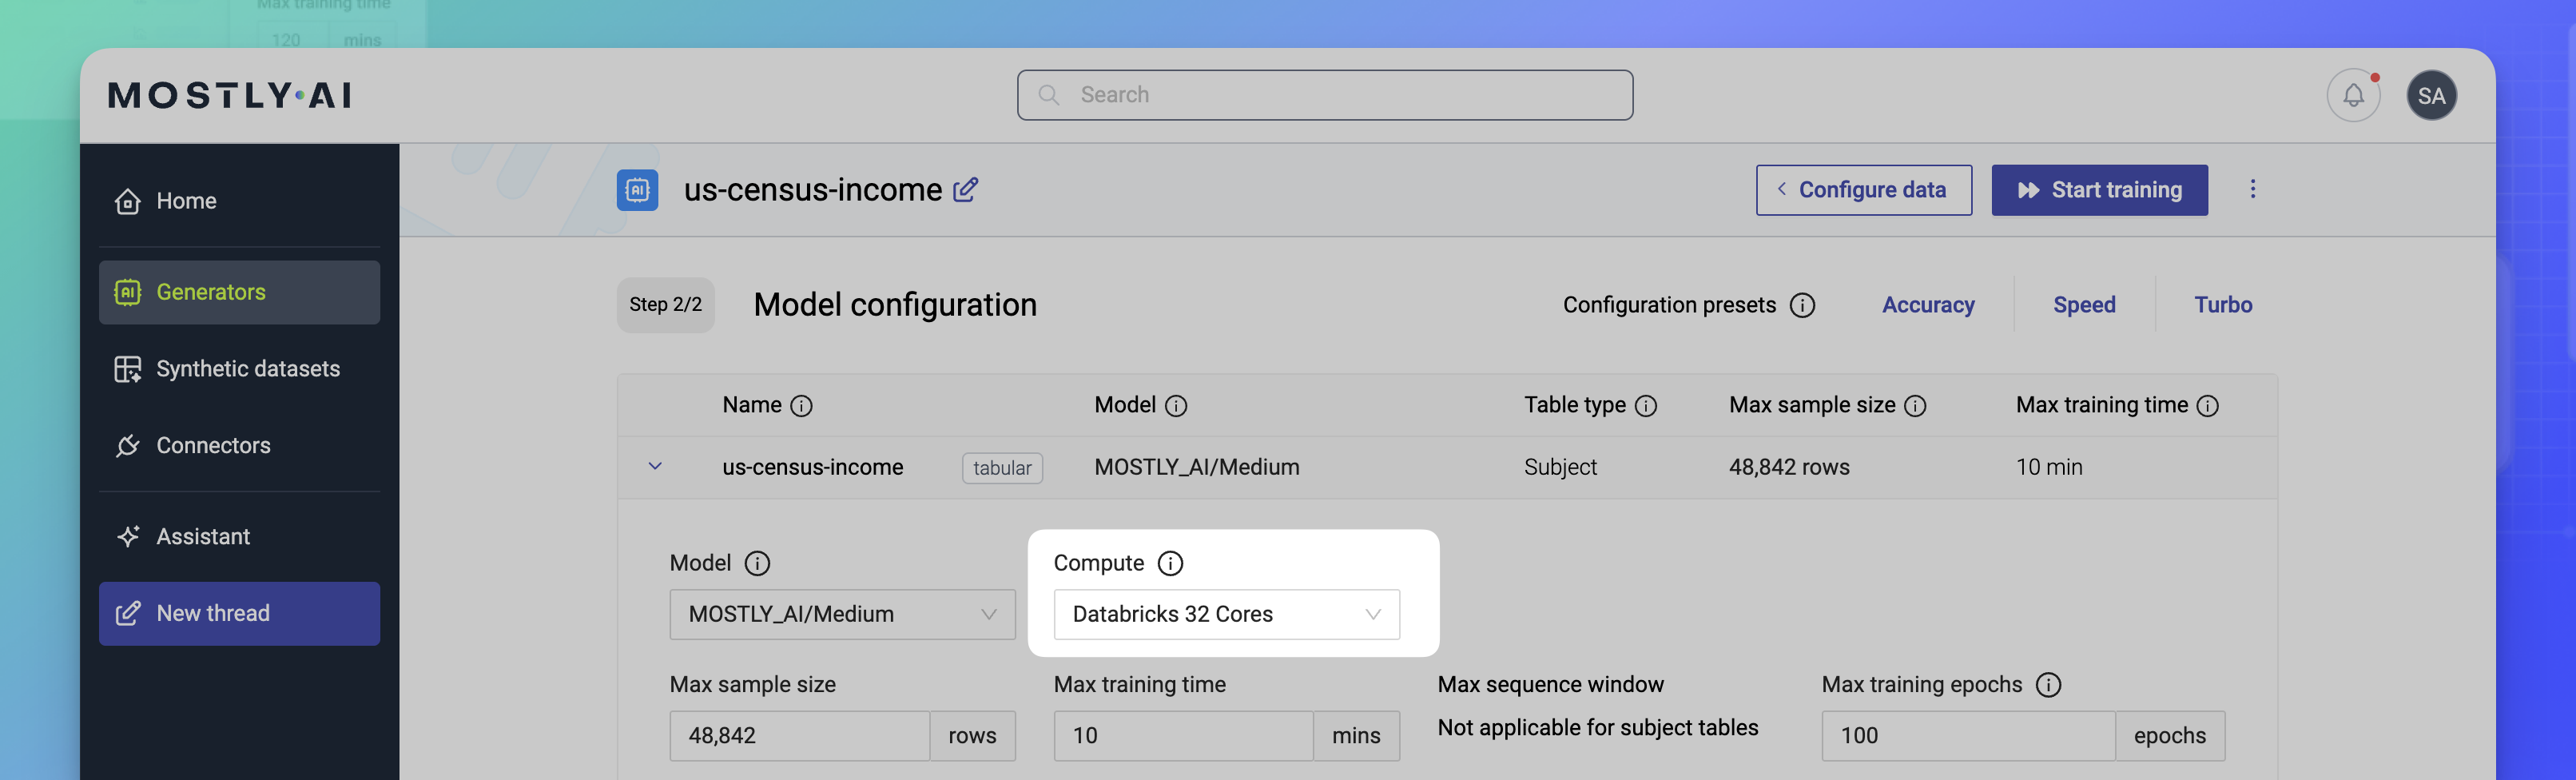 Max training time
120 mins
MOSTLY AI
Search
SA
Home
Generators
Synthetic datasets
Connectors
Assistant
New thread
us-census-income
Configure data
Start training
Step 2/2
Model configuration
Configuration presets
Accuracy
Speed
Turbo
Name Model Table type Max sample size Max training time
us-census-income tabular MOSTLY_AI/Medium Subject 48,842 rows 10 min
Model
MOSTLY_AI/Medium
Compute
Databricks 32 Cores
Max sample size
48,842 rows
Max training time
10 mins
Max sequence window
Not applicable for subject tables
Max training epochs
100 epochs